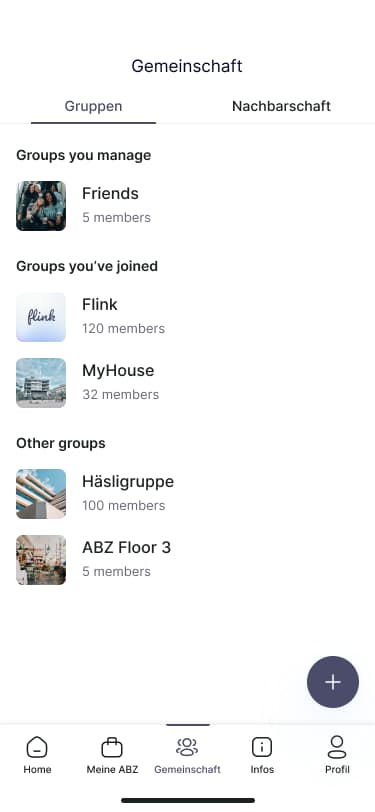 Gemeinschaft
Gruppen
Nachbarschaft
Groups you manage
Friends
5 members
Groups you’ve joined
flink
Flink
120 members
MyHouse
32 members
Other groups
Häsligruppe
100 members
ABZ Floor 3
5 members
Home
Meine ABZ
Gemeinschaft
Infos
Profil